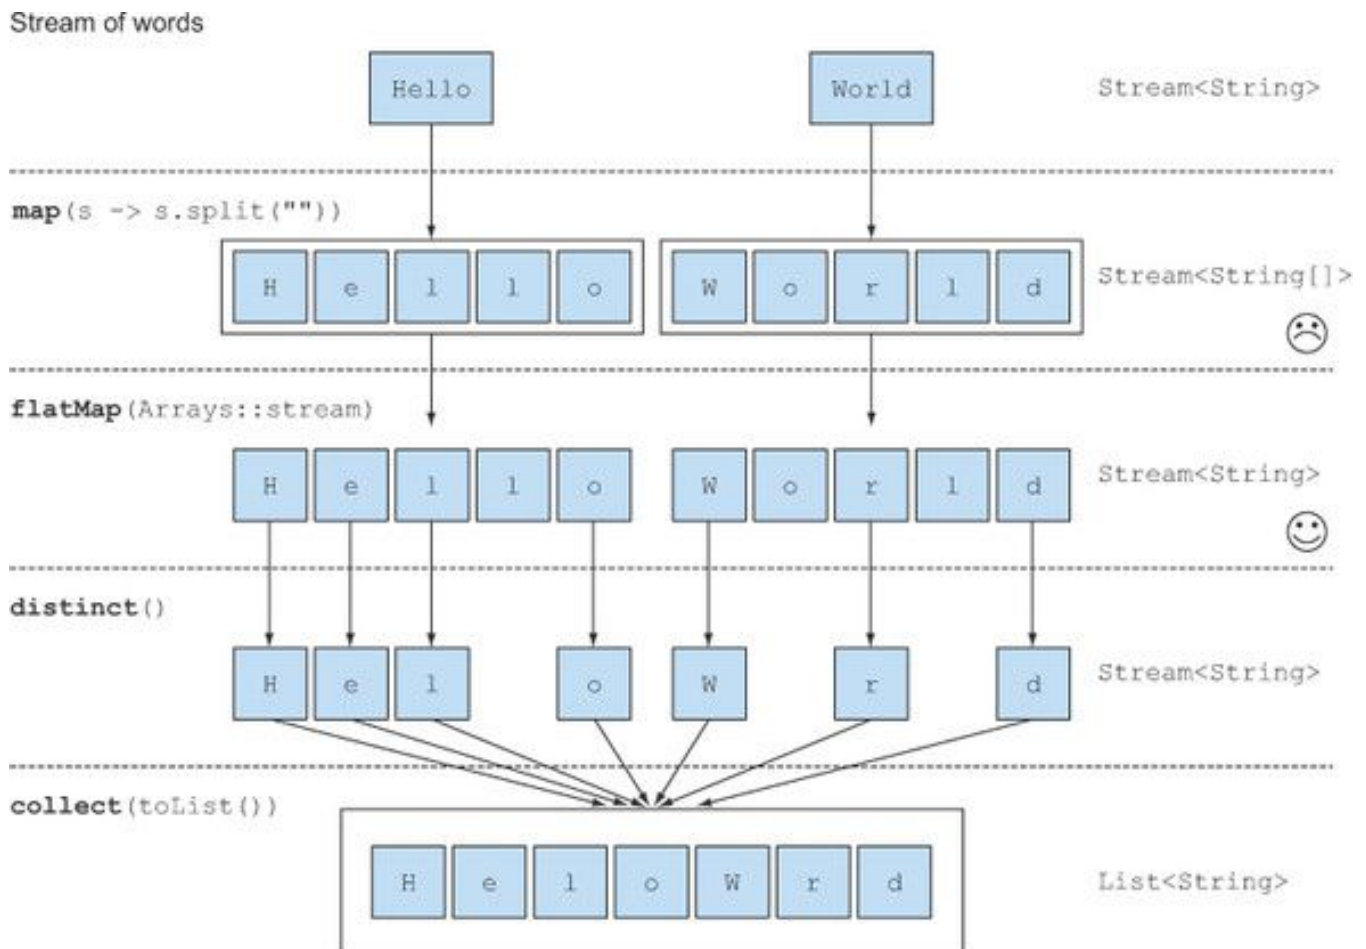 Stream of words
Hello World Stream<String>
map(s -> s.split(""))
H e l l o W o r l d Stream<String[]>
flatMap(Arrays::stream)
H e l l o W o r l d Stream<String>
distinct()
H e l o W r d Stream<String>
collect(toList())
H e l o W r d List<String>